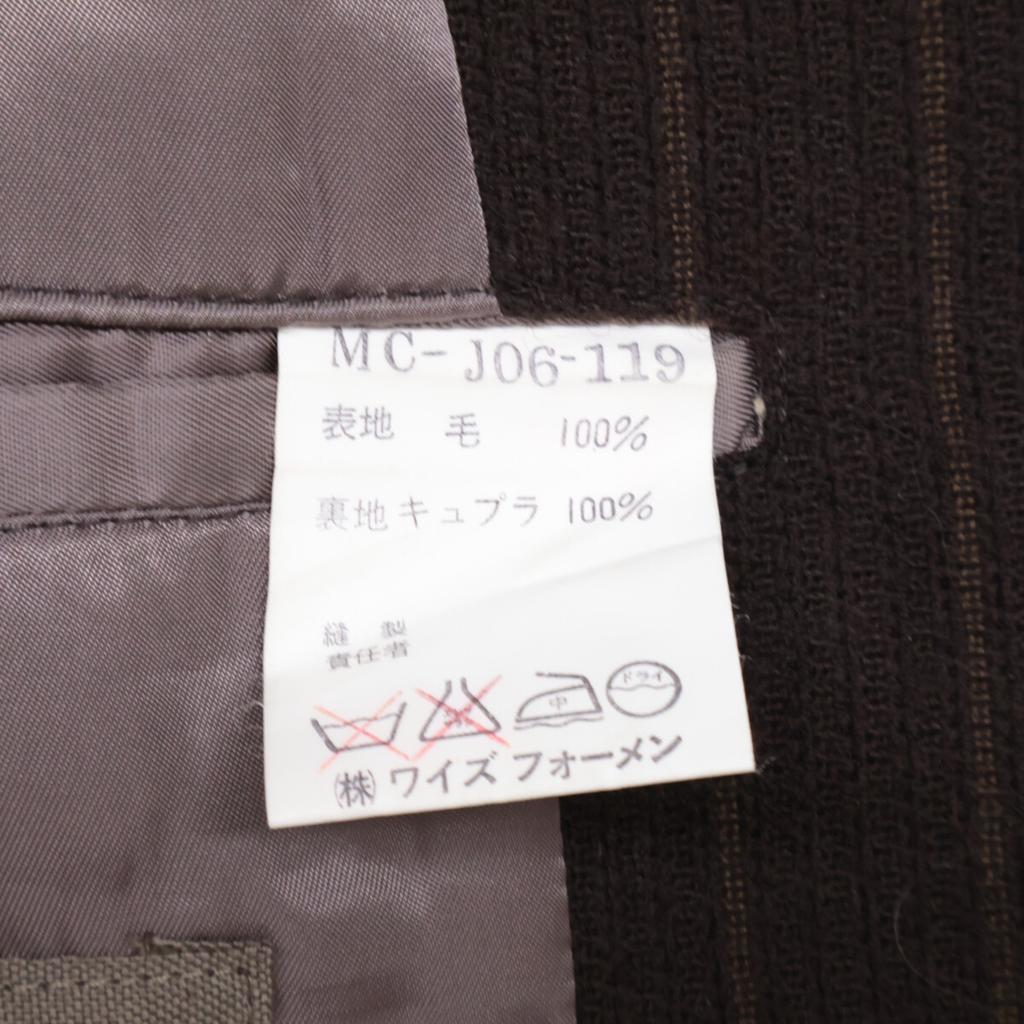 MC-J06-119
表地 毛 100%
裏地 キュプラ 100%
縫 製
責任者
中 ドライ
㈱ ワイズ フォーメン